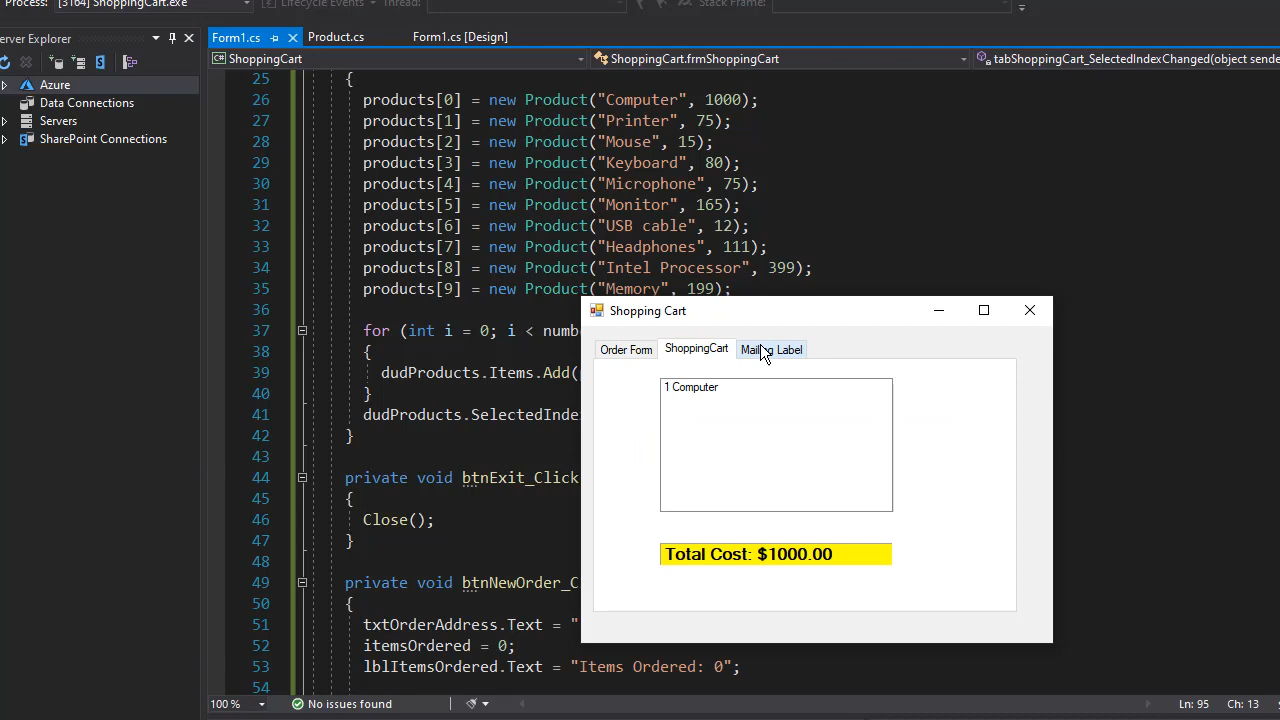 Process: [3164] ShoppingCart.exe Lifecycle Events Thread: Stack Frame:
Server Explorer
Azure
Data Connections
Servers
SharePoint Connections
Form1.cs Product.cs Form1.cs [Design]
C# ShoppingCart ShoppingCart.frmShoppingCart tabShoppingCart_SelectedIndexChanged(object sende
25 {
26 products[0] = new Product("Computer", 1000);
27 products[1] = new Product("Printer", 75);
28 products[2] = new Product("Mouse", 15);
29 products[3] = new Product("Keyboard", 80);
30 products[4] = new Product("Microphone", 75);
31 products[5] = new Product("Monitor", 165);
32 products[6] = new Product("USB cable", 12);
33 products[7] = new Product("Headphones", 111);
34 products[8] = new Product("Intel Processor", 399);
35 products[9] = new Product("Memory", 199);
36
37 for (int i = 0; i < numbe
38 {
39 dudProducts.Items.Add(
40 }
41 dudProducts.SelectedInde
42 }
43
44 private void btnExit_Click
45 {
46 Close();
47 }
48
49 private void btnNewOrder_C
50 {
51 txtOrderAddress.Text = "
52 itemsOrdered = 0;
53 lblItemsOrdered.Text = "Items Ordered: 0";
54
Shopping Cart
Order Form ShoppingCart Mailing Label
1 Computer
Total Cost: $1000.00
100 % No issues found Ln: 95 Ch: 13